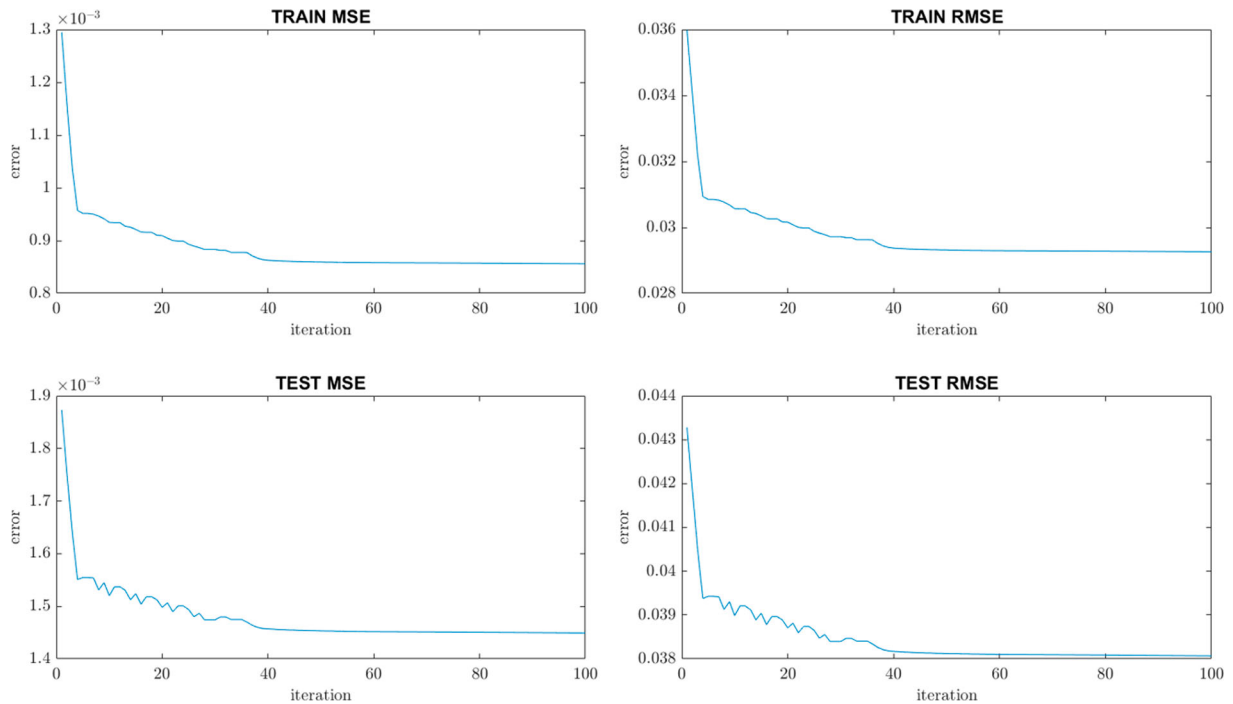 TRAIN MSE
×10⁻³
1.3
1.2
1.1
1
0.9
0.8
error
0 20 40 60 80 100
iteration
TRAIN RMSE
0.036
0.034
0.032
0.03
0.028
error
0 20 40 60 80 100
iteration
TEST MSE
×10⁻³
1.9
1.8
1.7
1.6
1.5
1.4
error
0 20 40 60 80 100
iteration
TEST RMSE
0.044
0.043
0.042
0.041
0.04
0.039
0.038
error
0 20 40 60 80 100
iteration